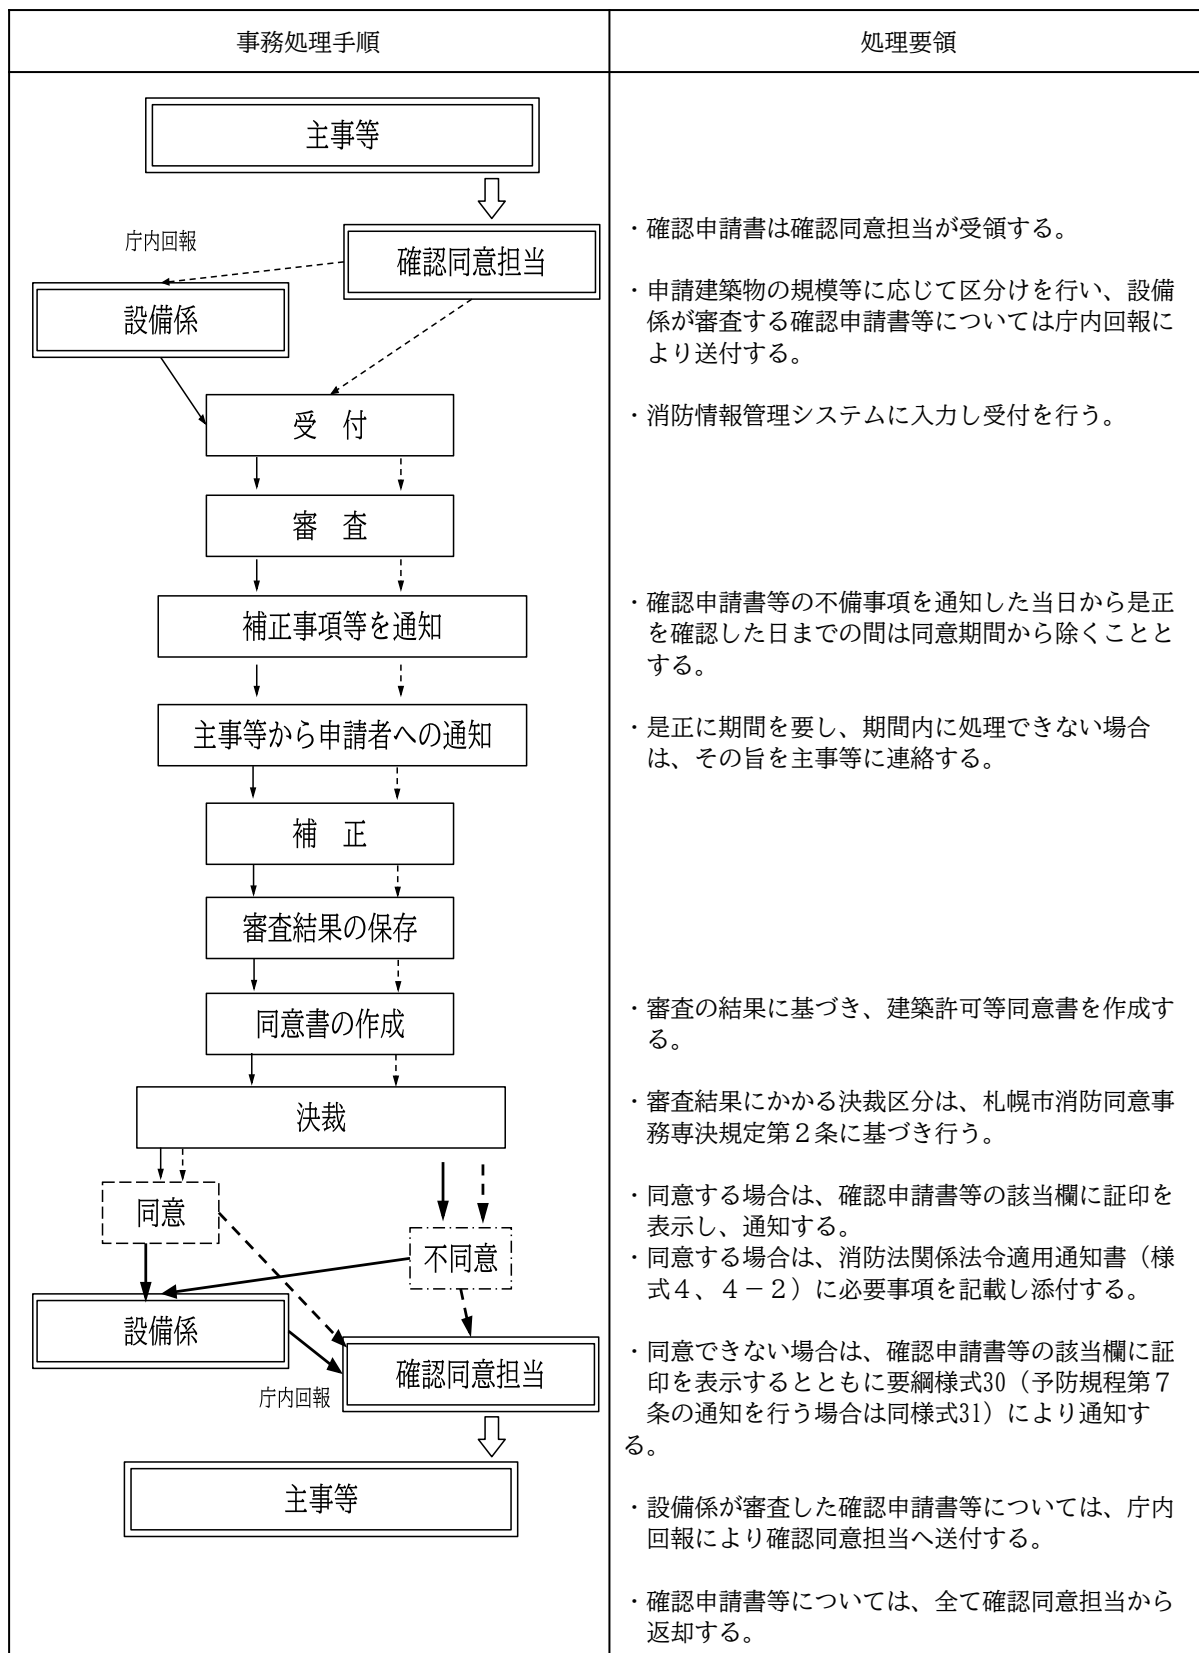 事務処理手順
処理要領
主事等
庁内回報
確認同意担当
設備係
受　付
審　査
補正事項等を通知
主事等から申請者への通知
補　正
審査結果の保存
同意書の作成
決裁
同意
不同意
設備係
確認同意担当
庁内回報
主事等
・確認申請書は確認同意担当が受領する。
・申請建築物の規模等に応じて区分けを行い、設備
係が審査する確認申請書等については庁内回報に
より送付する。
・消防情報管理システムに入力し受付を行う。
・確認申請書等の不備事項を通知した当日から是正
を確認した日までの間は同意期間から除くことと
する。
・是正に期間を要し、期間内に処理できない場合
は、その旨を主事等に連絡する。
・審査の結果に基づき、建築許可等同意書を作成す
る。
・審査結果にかかる決裁区分は、札幌市消防同意事
務専決規定第２条に基づき行う。
・同意する場合は、確認申請書等の該当欄に証印を
表示し、通知する。
・同意する場合は、消防法関係法令適用通知書（様
式４、４－２）に必要事項を記載し添付する。
・同意できない場合は、確認申請書等の該当欄に証
印を表示するとともに要綱様式30（予防規程第７
条の通知を行う場合は同様式31）により通知す
る。
・設備係が審査した確認申請書等については、庁内
回報により確認同意担当へ送付する。
・確認申請書等については、全て確認同意担当から
返却する。